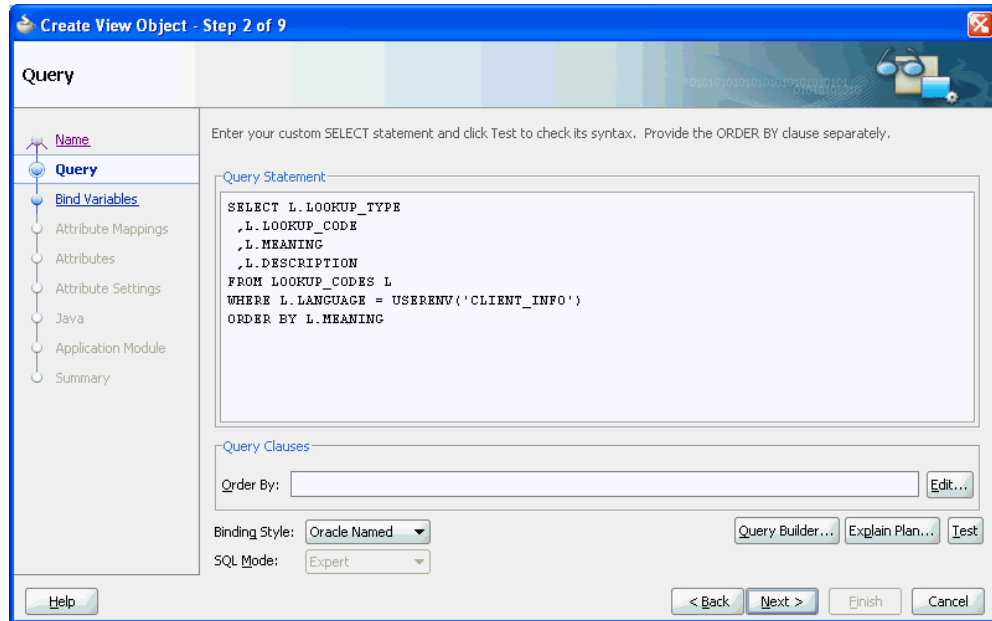 Create View Object - Step 2 of 9
Query
Name
Query
Bind Variables
Attribute Mappings
Attributes
Attribute Settings
Java
Application Module
Summary
Enter your custom SELECT statement and click Test to check its syntax. Provide the ORDER BY clause separately.
Query Statement
SELECT L.LOOKUP_TYPE
,L.LOOKUP_CODE
,L.MEANING
,L.DESCRIPTION
FROM LOOKUP_CODES L
WHERE L.LANGUAGE = USERENV('CLIENT_INFO')
ORDER BY L.MEANING
Query Clauses
Order By:
Edit...
Binding Style: Oracle Named
Query Builder... Explain Plan... Test
SQL Mode: Expert
Help
< Back Next > Finish Cancel